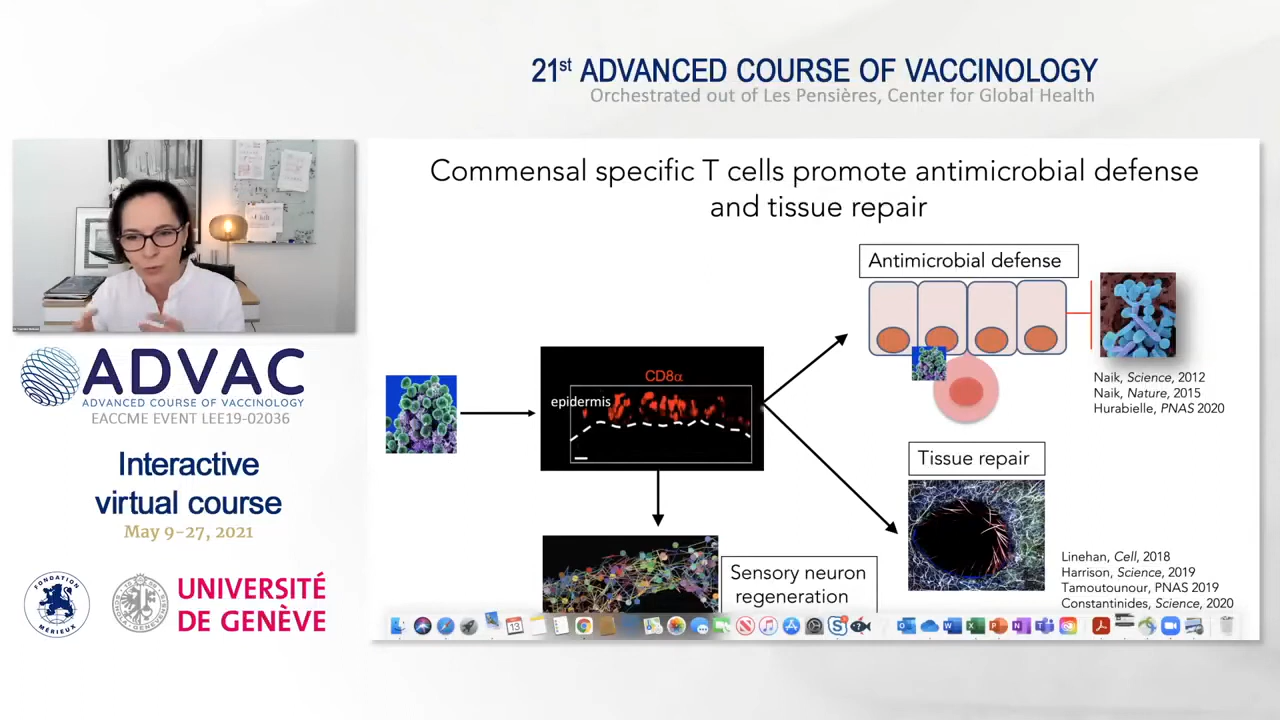 21st ADVANCED COURSE OF VACCINOLOGY
Orchestrated out of Les Pensières, Center for Global Health
ADVAC
ADVANCED COURSE OF VACCINOLOGY
EACCME EVENT LEE19-02036
Interactive
virtual course
May 9-27, 2021
FONDATION
MÉRIEUX
UNIVERSITÉ
DE GENÈVE
Commensal specific T cells promote antimicrobial defense
and tissue repair
Antimicrobial defense
CD8α
epidermis
Naik, Science, 2012
Naik, Nature, 2015
Hurabielle, PNAS 2020
Tissue repair
Sensory neuron
regeneration
Linehan, Cell, 2018
Harrison, Science, 2019
Tamoutounour, PNAS 2019
Constantinides, Science, 2020
13